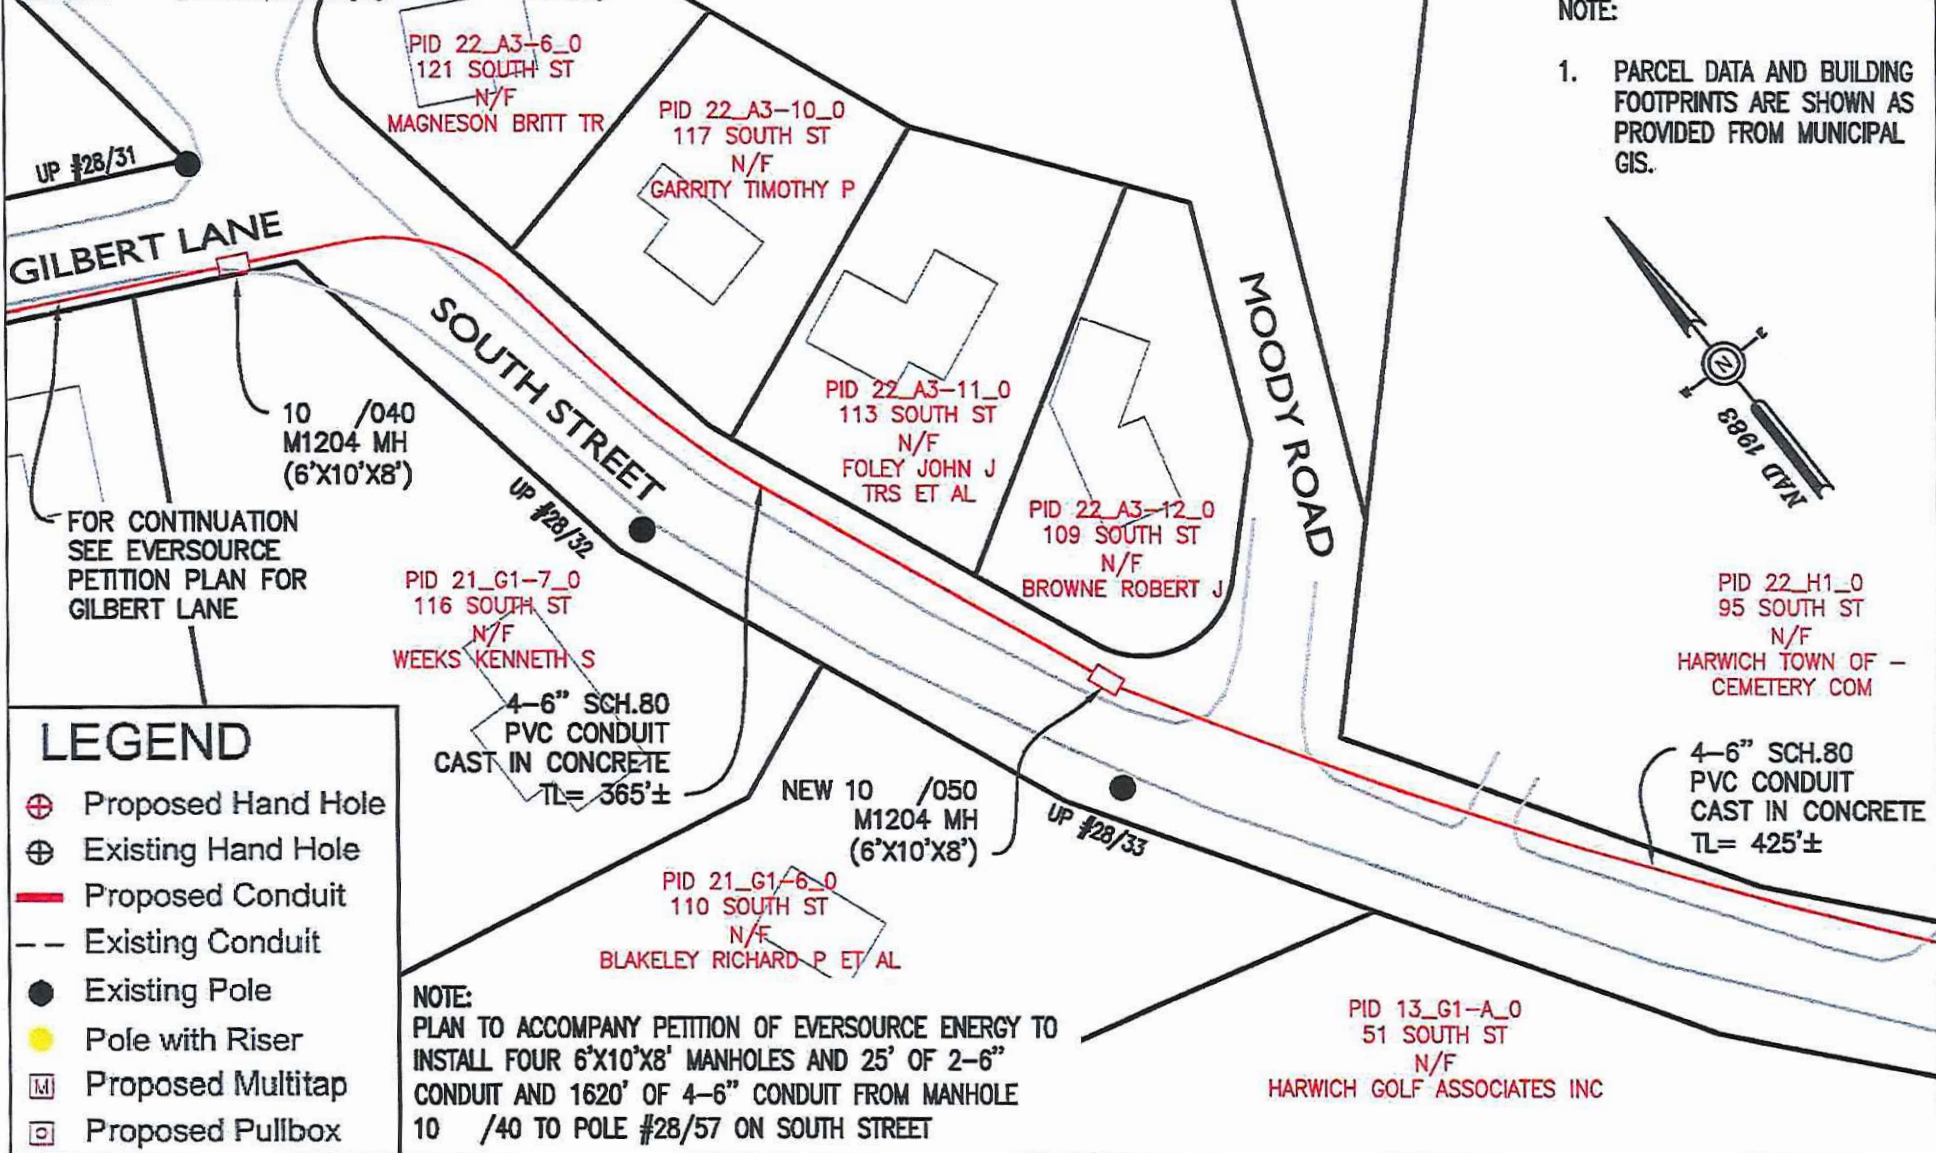 NOTE:
1. PARCEL DATA AND BUILDING
FOOTPRINTS ARE SHOWN AS
PROVIDED FROM MUNICIPAL
GIS.
PID 22_A3-6_0
121 SOUTH ST
N/F
MAGNESON BRITT TR
PID 22_A3-10_0
117 SOUTH ST
N/F
GARRITY TIMOTHY P
UP #28/31
GILBERT LANE
SOUTH STREET
MOODY ROAD
N
NAD 1983
PID 22_A3-11_0
113 SOUTH ST
N/F
FOLEY JOHN J
TRS ET AL
10 /040
M1204 MH
(6'X10'X8')
UP #28/32
PID 22_A3-12_0
109 SOUTH ST
N/F
BROWNE ROBERT J
FOR CONTINUATION
SEE EVERSOURCE
PETITION PLAN FOR
GILBERT LANE
PID 21_G1-7_0
116 SOUTH ST
N/F
WEEKS KENNETH S
4-6" SCH.80
PVC CONDUIT
CAST IN CONCRETE
TL= 365'±
PID 22_H1_0
95 SOUTH ST
N/F
HARWICH TOWN OF -
CEMETERY COM
4-6" SCH.80
PVC CONDUIT
CAST IN CONCRETE
TL= 425'±
NEW 10 /050
M1204 MH
(6'X10'X8')
UP #28/33
PID 21_G1-6_0
110 SOUTH ST
N/F
BLAKELEY RICHARD P ET AL
PID 13_G1-A_0
51 SOUTH ST
N/F
HARWICH GOLF ASSOCIATES INC
LEGEND
Proposed Hand Hole
Existing Hand Hole
Proposed Conduit
Existing Conduit
Existing Pole
Pole with Riser
M Proposed Multitap
Proposed Pullbox
NOTE:
PLAN TO ACCOMPANY PETITION OF EVERSOURCE ENERGY TO
INSTALL FOUR 6'X10'X8' MANHOLES AND 25' OF 2-6"
CONDUIT AND 1620' OF 4-6" CONDUIT FROM MANHOLE
10 /40 TO POLE #28/57 ON SOUTH STREET